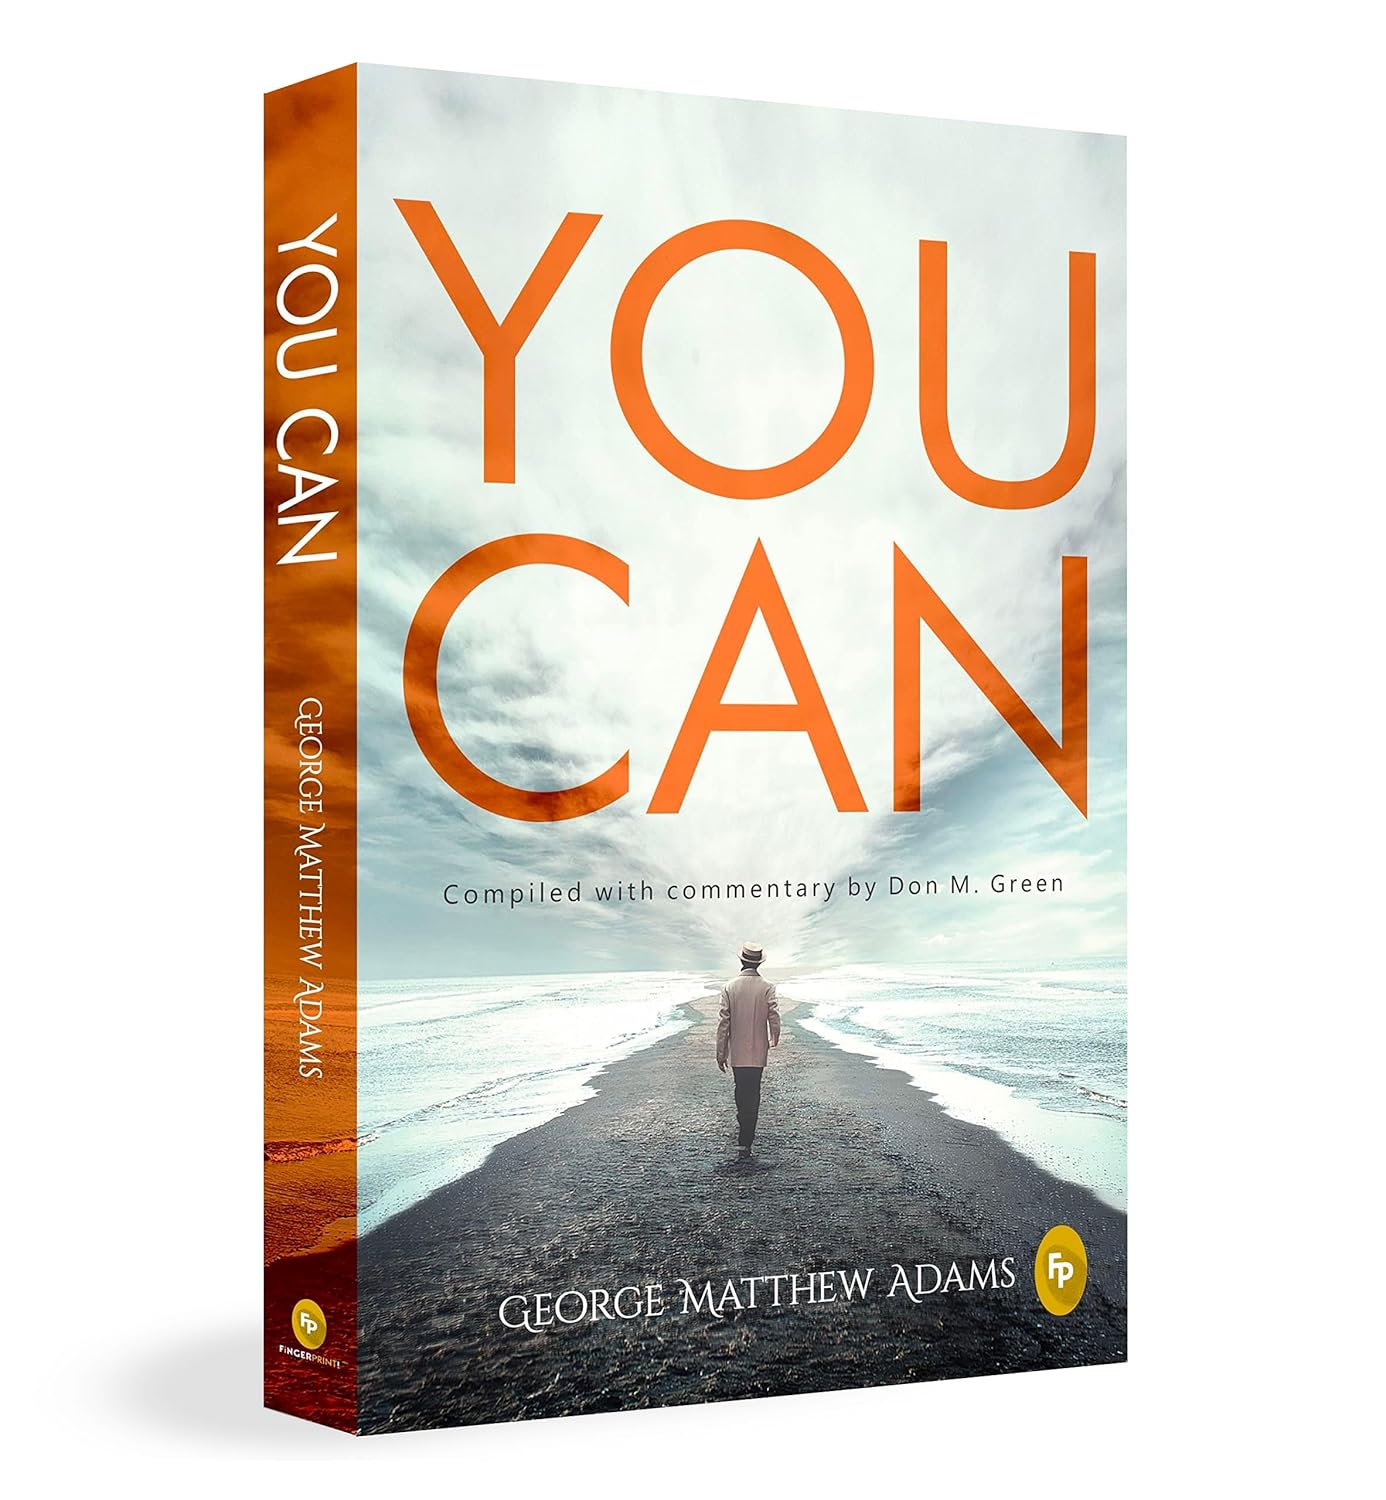 YOU CAN
GEORGE MATTHEW ADAMS
FP
FiNGERPRINT!
YOU
CAN
Compiled with commentary by Don M. Green
GEORGE MATTHEW ADAMS
FP